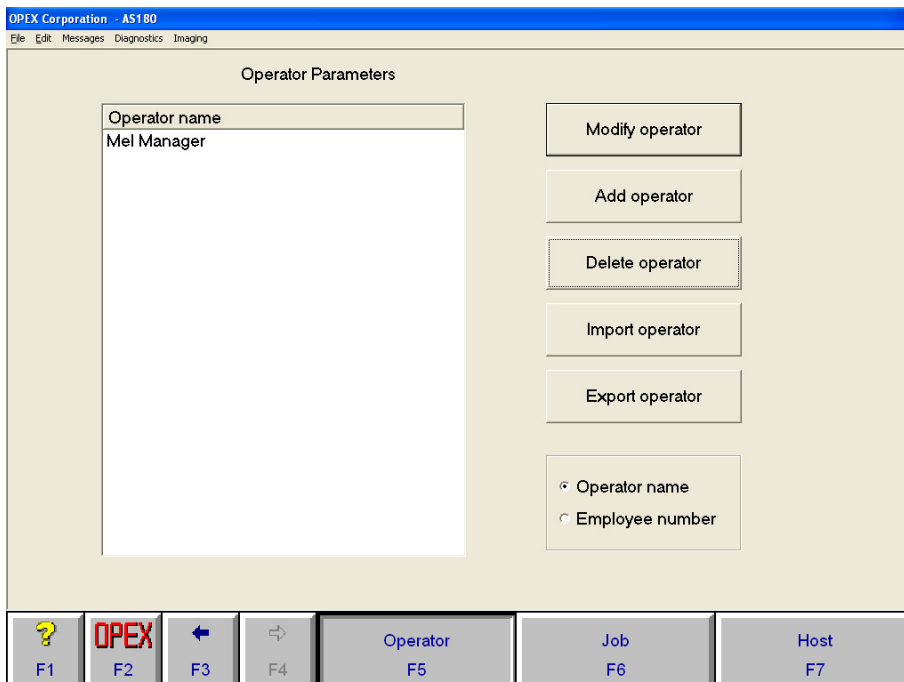 OPEX Corporation - AS180
File Edit Messages Diagnostics Imaging
Operator Parameters
Operator name
Mel Manager
Modify operator
Add operator
Delete operator
Import operator
Export operator
Operator name
Employee number
? OPEX Operator Job Host
F1 F2 F3 F4 F5 F6 F7